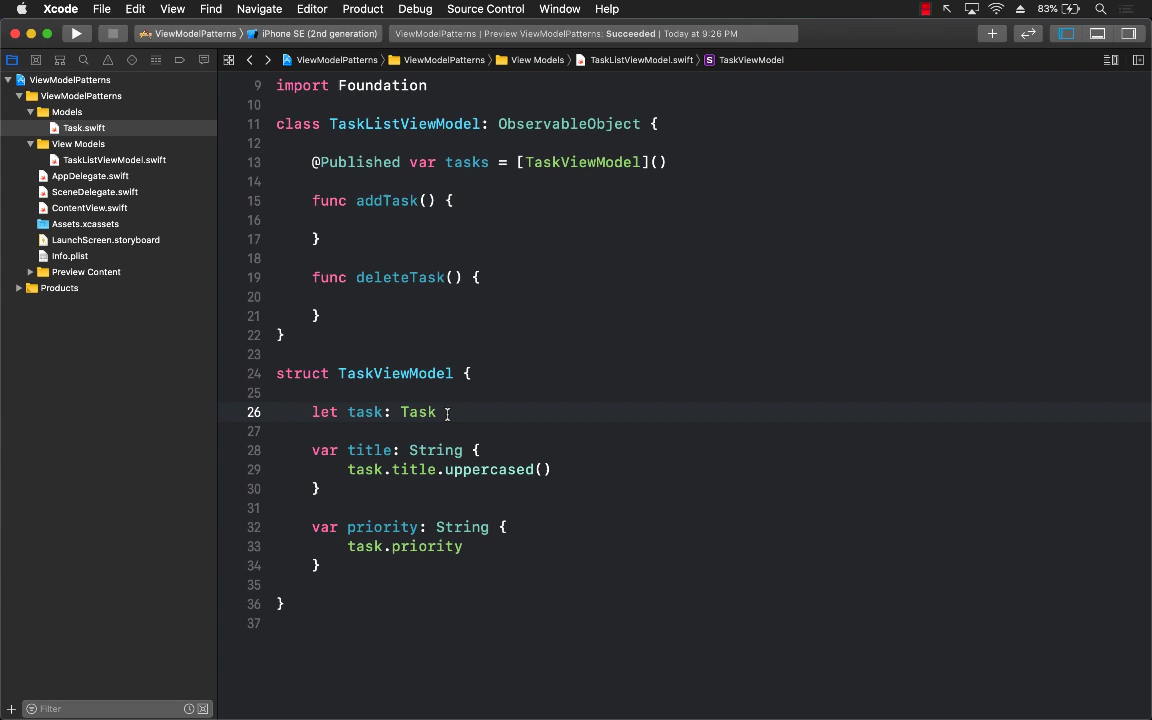 Xcode File Edit View Find Navigate Editor Product Debug Source Control Window Help 83%
ViewModelPatterns iPhone SE (2nd generation) ViewModelPatterns | Preview ViewModelPatterns: Succeeded | Today at 9:26 PM
ViewModelPatterns ViewModelPatterns View Models TaskListViewModel.swift S TaskViewModel
ViewModelPatterns
ViewModelPatterns
Models
Task.swift
View Models
TaskListViewModel.swift
AppDelegate.swift
SceneDelegate.swift
ContentView.swift
Assets.xcassets
LaunchScreen.storyboard
Info.plist
Preview Content
Products
Filter
9 import Foundation
10
11 class TaskListViewModel: ObservableObject {
12
13 @Published var tasks = [TaskViewModel]()
14
15 func addTask() {
16
17 }
18
19 func deleteTask() {
20
21 }
22 }
23
24 struct TaskViewModel {
25
26 let task: Task
27
28 var title: String {
29 task.title.uppercased()
30 }
31
32 var priority: String {
33 task.priority
34 }
35
36 }
37